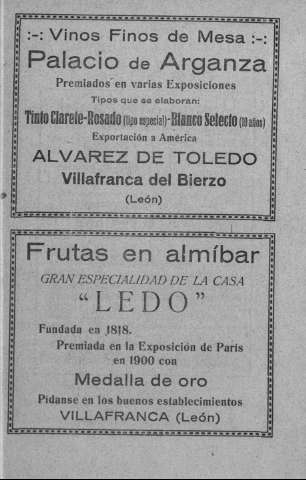 :-: Vinos Finos de Mesa :-:
Palacio de Arganza
Premiados en varias Exposiciones
Tipos que se elaboran:
Tinto Clarete-Rosado (tipo especial)-Blanco Selecto (10 años)
Exportación a América
ALVAREZ DE TOLEDO
Villafranca del Bierzo
(León)
Frutas en almíbar
GRAN ESPECIALIDAD DE LA CASA
“LEDO”
Fundada en 1818.
Premiada en la Exposición de París
en 1900 con
Medalla de oro
Pídanse en los buenos establecimientos
VILLAFRANCA (León)